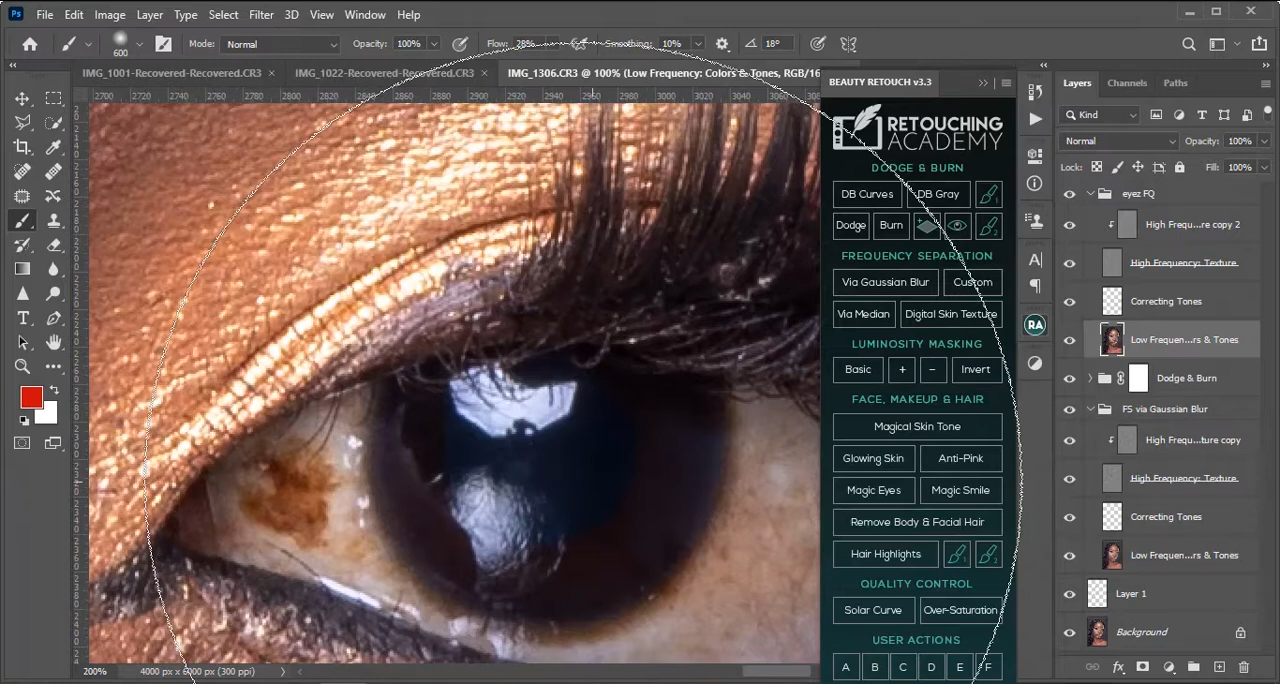 Ps File Edit Image Layer Type Select Filter 3D View Window Help
600 Mode: Normal Opacity: 100% Flow: 28% Smoothing: 10% 18°
IMG_1001-Recovered-Recovered.CR3 × IMG_1022-Recovered-Recovered.CR3 × IMG_1306.CR3 @ 100% (Low Frequency: Colors & Tones, RGB/16
2700 2720 2740 2760 2780 2800 2820 2840 2860 2880 2900 2920 2940 2960 2980 3000 3020 3040 3060
BEAUTY RETOUCH v3.3
RETOUCHING
ACADEMY
DODGE & BURN
DB Curves DB Gray
Dodge Burn
FREQUENCY SEPARATION
Via Gaussian Blur Custom
Via Median Digital Skin Texture
LUMINOSITY MASKING
Basic + − Invert
FACE, MAKEUP & HAIR
Magical Skin Tone
Glowing Skin Anti-Pink
Magic Eyes Magic Smile
Remove Body & Facial Hair
Hair Highlights
QUALITY CONTROL
Solar Curve Over-Saturation
USER ACTIONS
A B C D E F
RA
Layers Channels Paths
Kind
Normal Opacity: 100%
Lock: Fill: 100%
eyez FQ
High Frequ...re copy 2
High Frequency: Texture.
Correcting Tones
Low Frequen...rs & Tones
Dodge & Burn
FS via Gaussian Blur
High Frequ...ture copy
High Frequency: Texture.
Correcting Tones
Low Frequen...rs & Tones
Layer 1
Background
200% 4000 px x 6000 px (300 ppi)